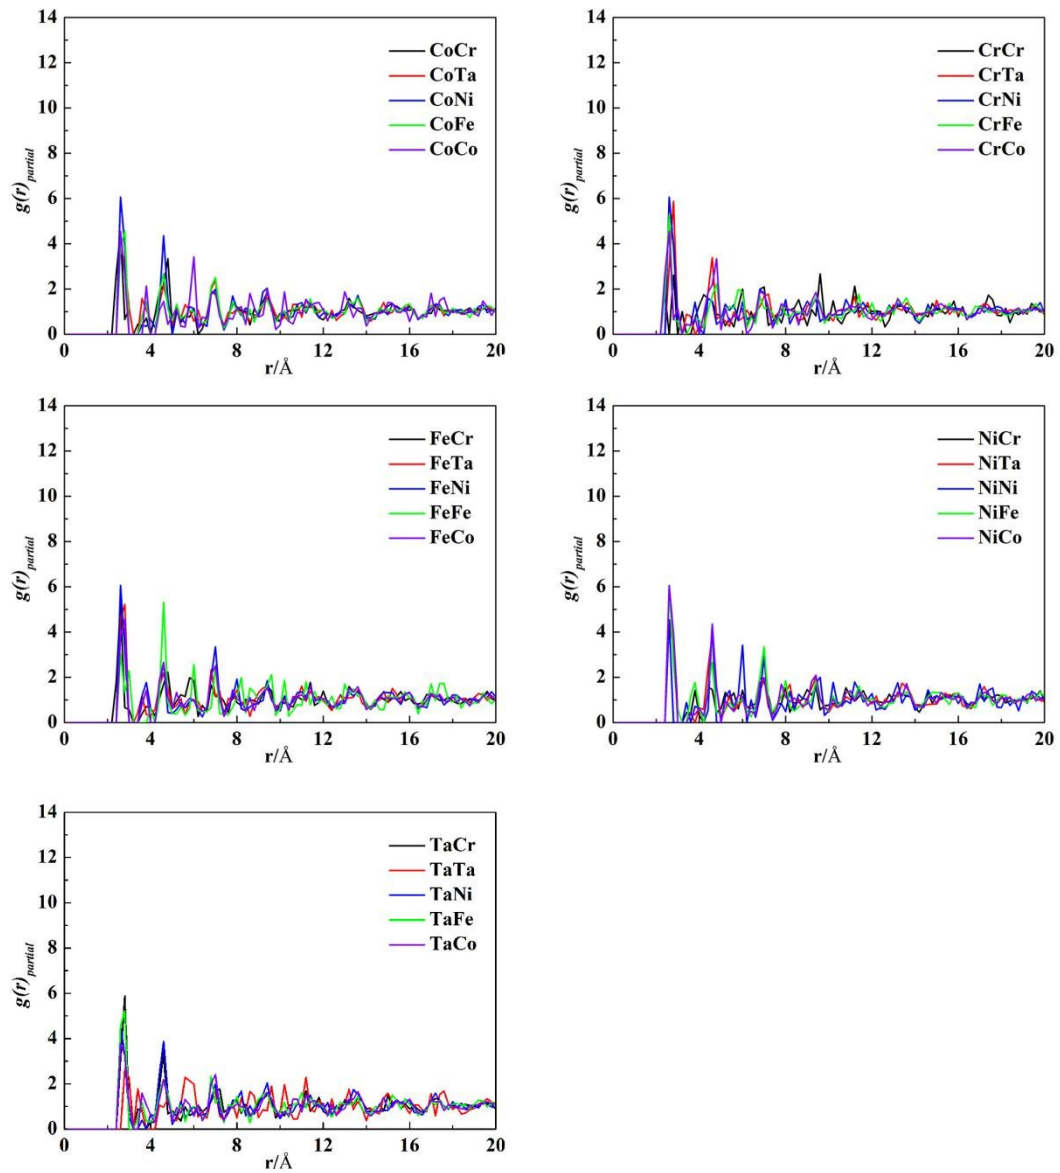 14
12
10
8
6
4
2
0
g(r)partial
CoCr
CoTa
CoNi
CoFe
CoCo
0 4 8 12 16 20
r/Å
14
12
10
8
6
4
2
0
g(r)partial
CrCr
CrTa
CrNi
CrFe
CrCo
0 4 8 12 16 20
r/Å
14
12
10
8
6
4
2
0
g(r)partial
FeCr
FeTa
FeNi
FeFe
FeCo
0 4 8 12 16 20
r/Å
14
12
10
8
6
4
2
0
g(r)partial
NiCr
NiTa
NiNi
NiFe
NiCo
0 4 8 12 16 20
r/Å
14
12
10
8
6
4
2
0
g(r)partial
TaCr
TaTa
TaNi
TaFe
TaCo
0 4 8 12 16 20
r/Å